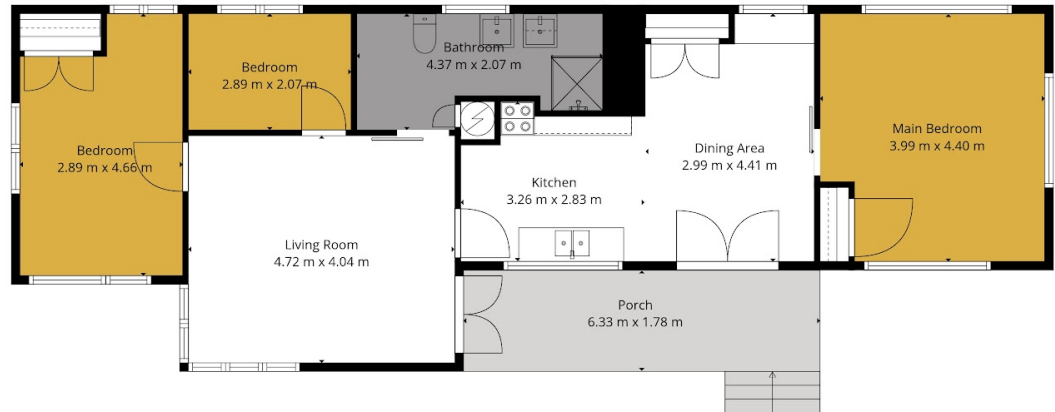 Bedroom
2.89 m x 4.66 m
Bedroom
2.89 m x 2.07 m
Bathroom
4.37 m x 2.07 m
Living Room
4.72 m x 4.04 m
Kitchen
3.26 m x 2.83 m
Dining Area
2.99 m x 4.41 m
Main Bedroom
3.99 m x 4.40 m
Porch
6.33 m x 1.78 m